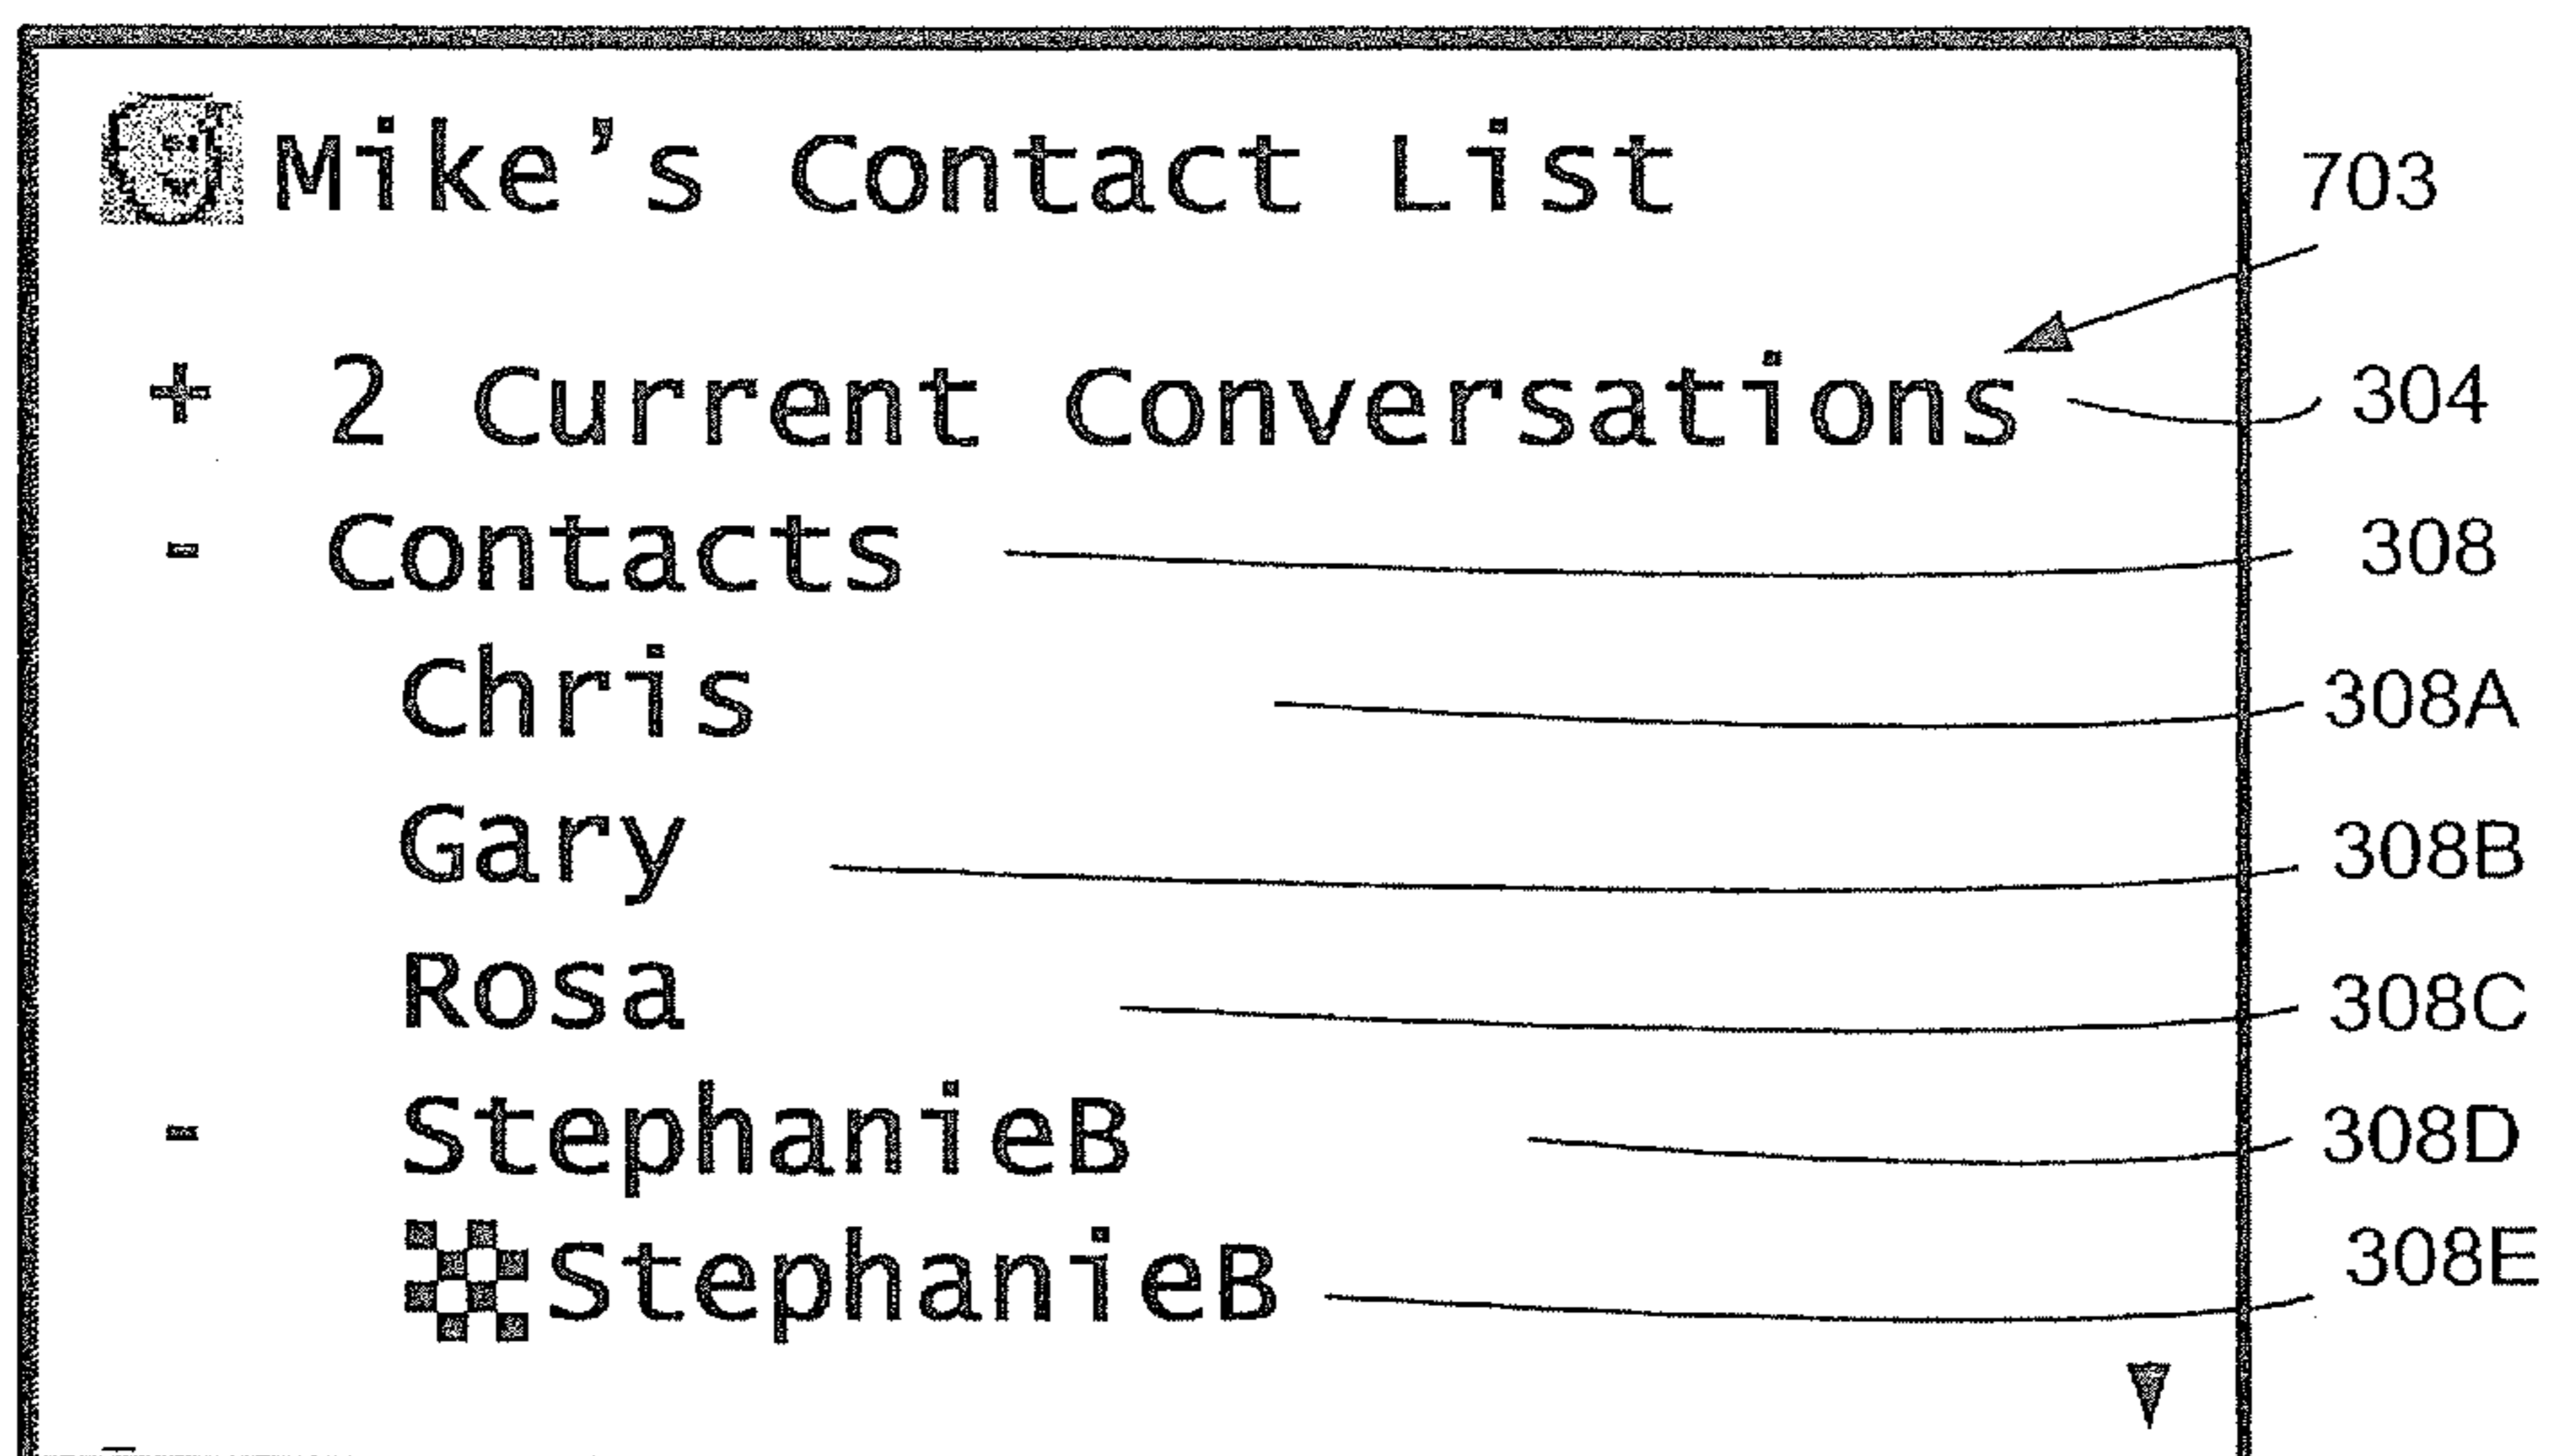 Mike's Contact List
703
+ 2 Current Conversations 304
- Contacts 308
Chris 308A
Gary 308B
Rosa 308C
- StephanieB 308D
StephanieB 308E